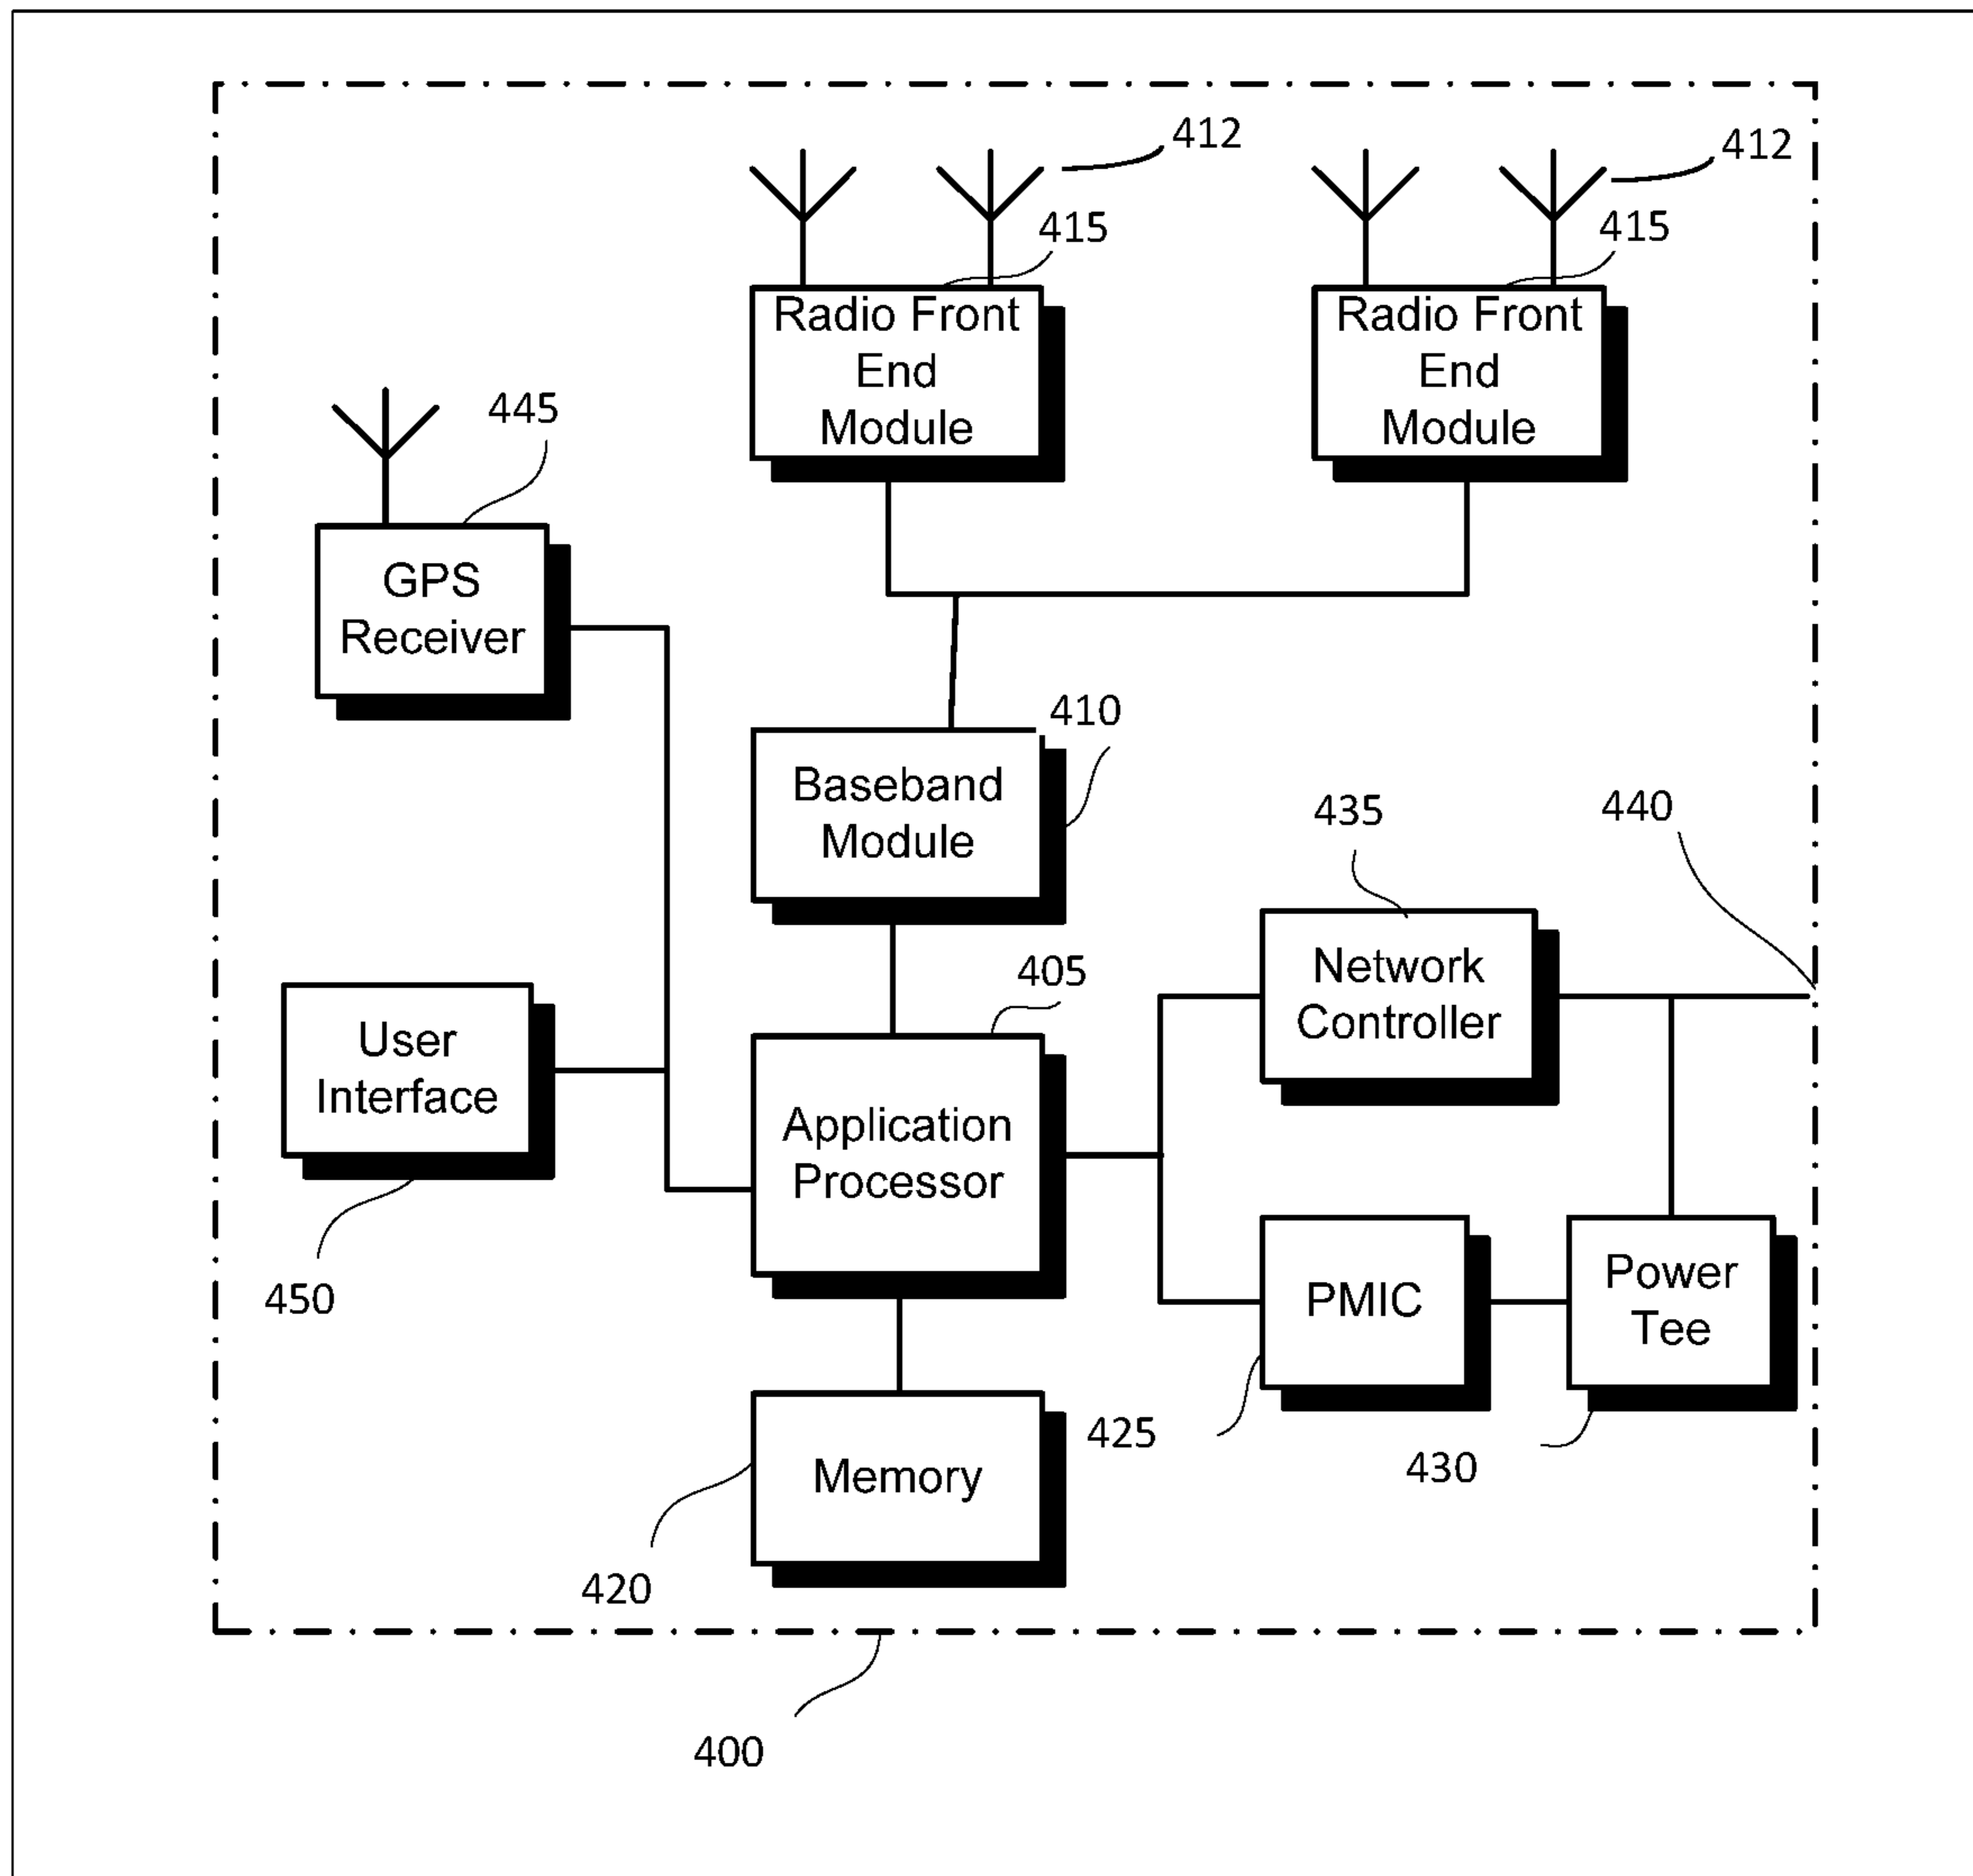 412
412
415
415
Radio Front
End
Module
Radio Front
End
Module
445
GPS
Receiver
410
Baseband
Module
435
440
Network
Controller
405
User
Interface
Application
Processor
450
PMIC
Power
Tee
425
430
Memory
420
400